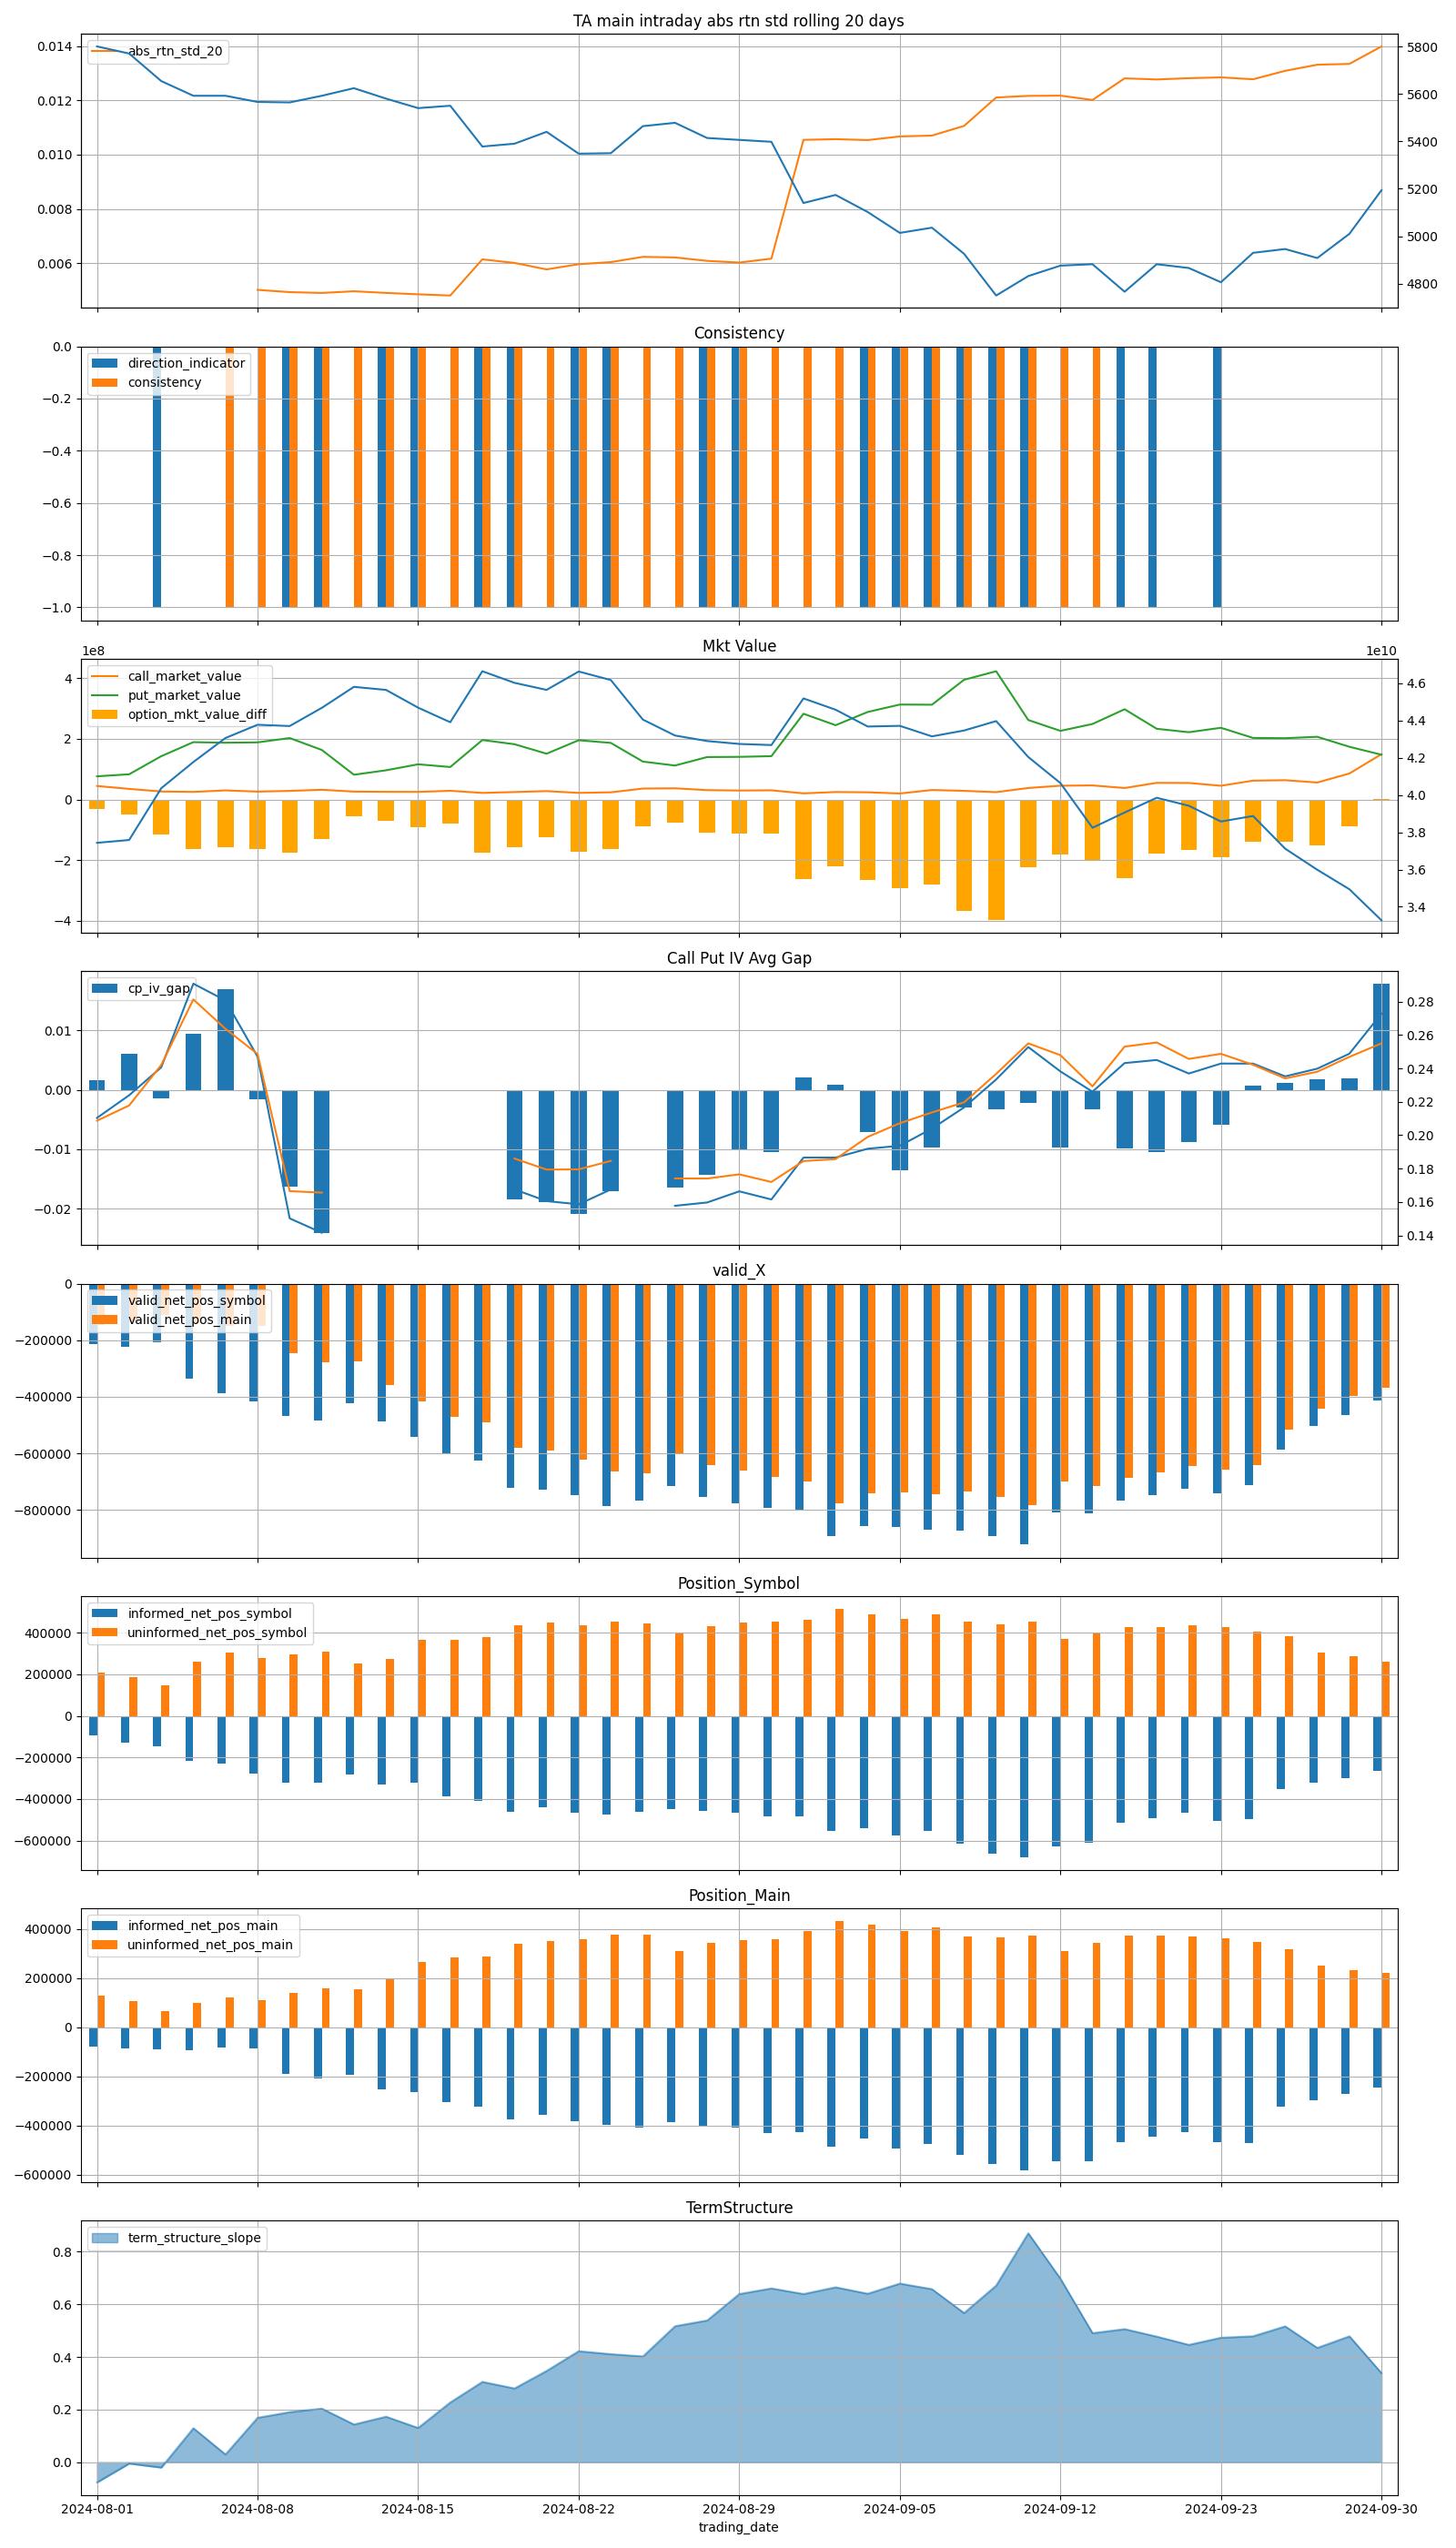 TA main intraday abs rtn std rolling 20 days
abs_rtn_std_20
0.014
0.012
0.010
0.008
0.006
5800
5600
5400
5200
5000
4800
Consistency
direction_indicator
consistency
0.0
−0.2
−0.4
−0.6
−0.8
−1.0
Mkt Value
1e8
1e10
call_market_value
put_market_value
option_mkt_value_diff
4
2
0
−2
−4
4.6
4.4
4.2
4.0
3.8
3.6
3.4
Call Put IV Avg Gap
cp_iv_gap
0.01
0.00
−0.01
−0.02
0.28
0.26
0.24
0.22
0.20
0.18
0.16
0.14
valid_X
valid_net_pos_symbol
valid_net_pos_main
0
−200000
−400000
−600000
−800000
Position_Symbol
informed_net_pos_symbol
uninformed_net_pos_symbol
400000
200000
0
−200000
−400000
−600000
Position_Main
informed_net_pos_main
uninformed_net_pos_main
400000
200000
0
−200000
−400000
−600000
TermStructure
term_structure_slope
0.8
0.6
0.4
0.2
0.0
2024-08-01 2024-08-08 2024-08-15 2024-08-22 2024-08-29 2024-09-05 2024-09-12 2024-09-23 2024-09-30
trading_date